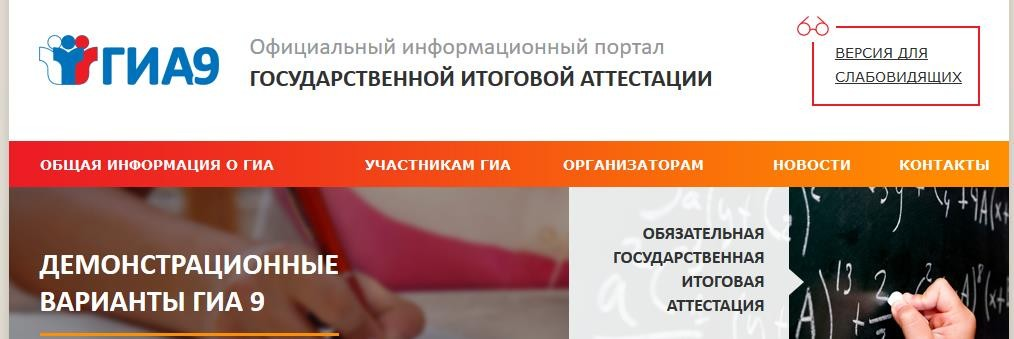 ГИА9
Официальный информационный портал
ГОСУДАРСТВЕННОЙ ИТОГОВОЙ АТТЕСТАЦИИ
ВЕРСИЯ ДЛЯ
СЛАБОВИДЯЩИХ
ОБЩАЯ ИНФОРМАЦИЯ О ГИА
УЧАСТНИКАМ ГИА
ОРГАНИЗАТОРАМ
НОВОСТИ
КОНТАКТЫ
ДЕМОНСТРАЦИОННЫЕ
ВАРИАНТЫ ГИА 9
ОБЯЗАТЕЛЬНАЯ
ГОСУДАРСТВЕННАЯ
ИТОГОВАЯ
АТТЕСТАЦИЯ